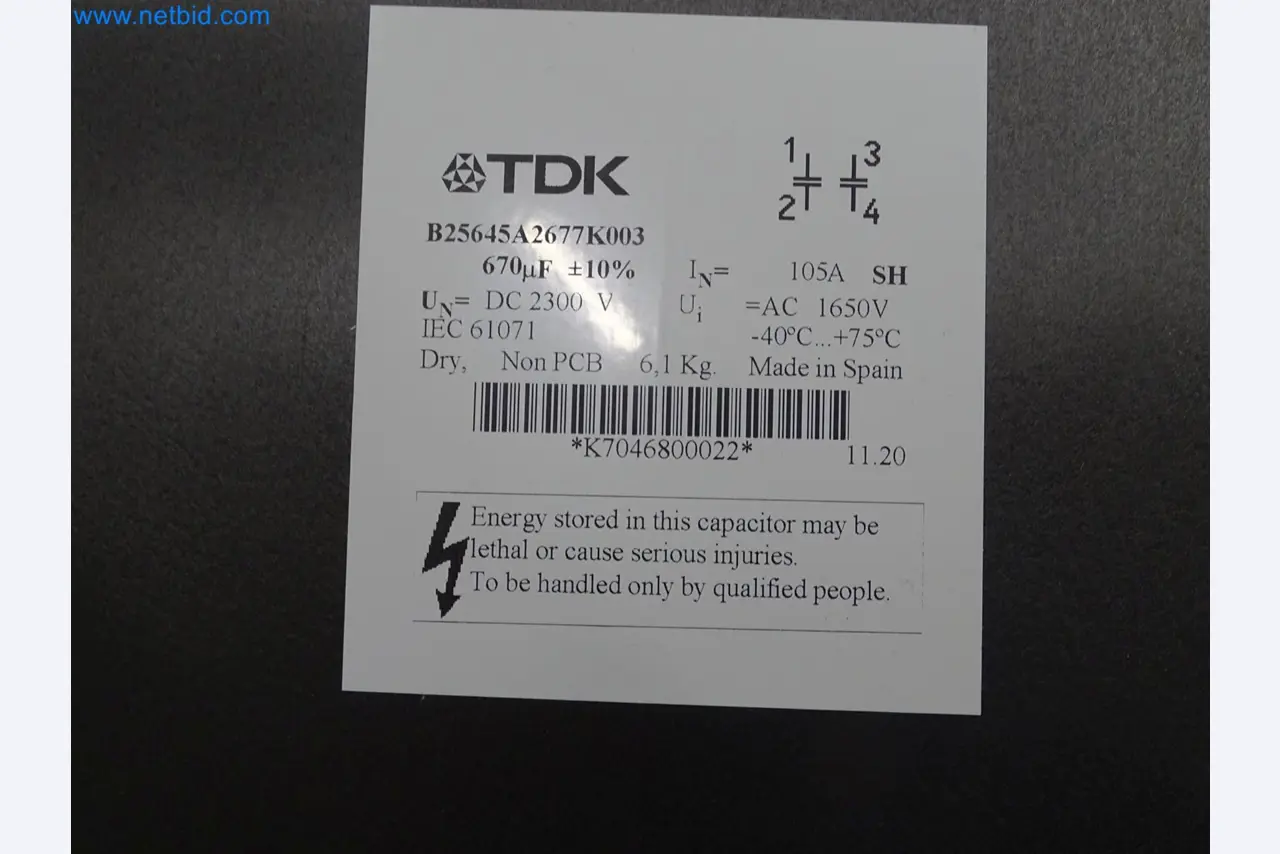 www.netbid.com
TDK
1 3
2 4
B25645A2677K003
670µF ±10% IN= 105A SH
UN= DC 2300 V Ui =AC 1650V
IEC 61071 -40ºC...+75ºC
Dry, Non PCB 6,1 Kg. Made in Spain
*K7046800022*
11.20
Energy stored in this capacitor may be
lethal or cause serious injuries.
To be handled only by qualified people.